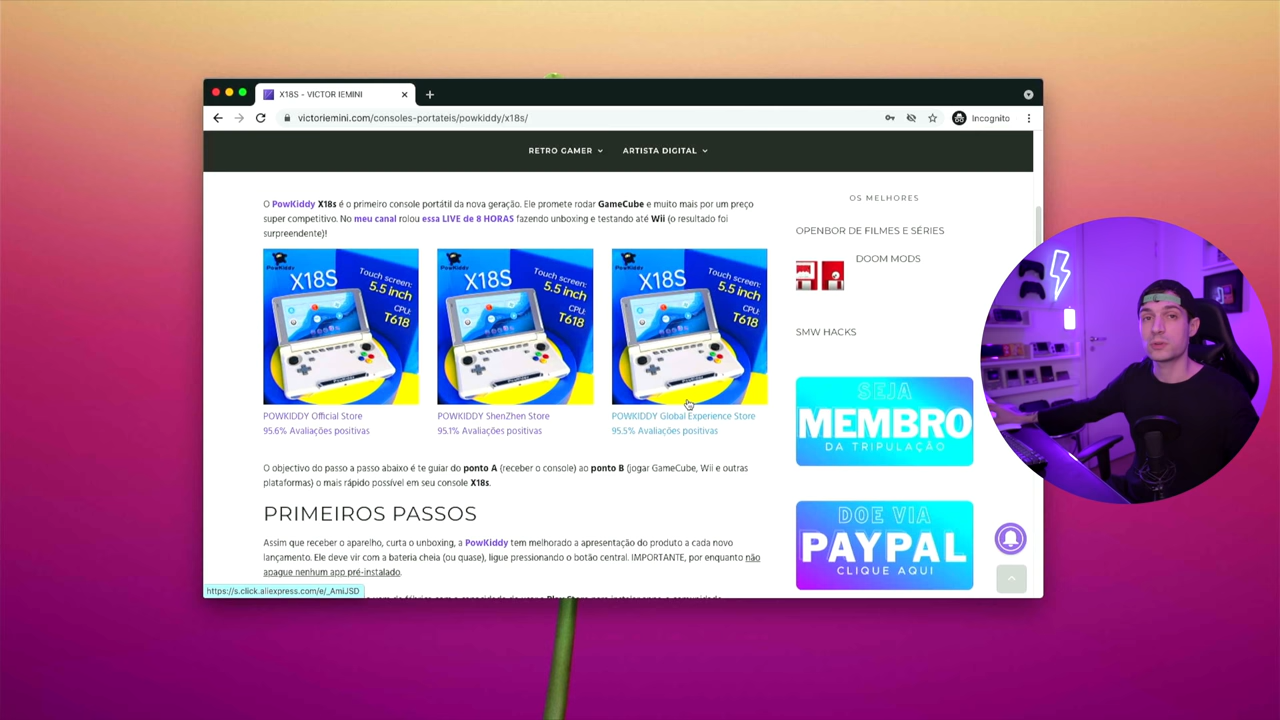 X18S - VICTOR IEMINI
victoriemini.com/consoles-portateis/powkiddy/x18s/
Incognito
RETRO GAMER
ARTISTA DIGITAL
O PowKiddy X18s é o primeiro console portátil da nova geração. Ele promete rodar GameCube e muito mais por um preço
super competitivo. No meu canal rolou essa LIVE de 8 HORAS fazendo unboxing e testando até Wii (o resultado foi
surpreendente)!
PowKiddy
X18S
Touch screen:
5.5 inch
CPU:
T618
PowKiddy
X18S
Touch screen:
5.5 inch
CPU:
T618
PowKiddy
X18S
Touch screen:
5.5 inch
CPU:
T618
POWKIDDY Official Store
95.6% Avaliações positivas
POWKIDDY ShenZhen Store
95.1% Avaliações positivas
POWKIDDY Global Experience Store
95.5% Avaliações positivas
O objectivo do passo a passo abaixo é te guiar do ponto A (receber o console) ao ponto B (jogar GameCube, Wii e outras
plataformas) o mais rápido possível em seu console X18s.
PRIMEIROS PASSOS
Assim que receber o aparelho, curta o unboxing, a PowKiddy tem melhorado a apresentação do produto a cada novo
lançamento. Ele deve vir com a bateria cheia (ou quase), ligue pressionando o botão central. IMPORTANTE, por enquanto não
apague nenhum app pré-instalado.
https://s.click.aliexpress.com/e/_AmiJSD
OS MELHORES
OPENBOR DE FILMES E SÉRIES
DOOM MODS
SMW HACKS
SEJA
MEMBRO
DA TRIPULAÇÃO
DOE VIA
PAYPAL
CLIQUE AQUI